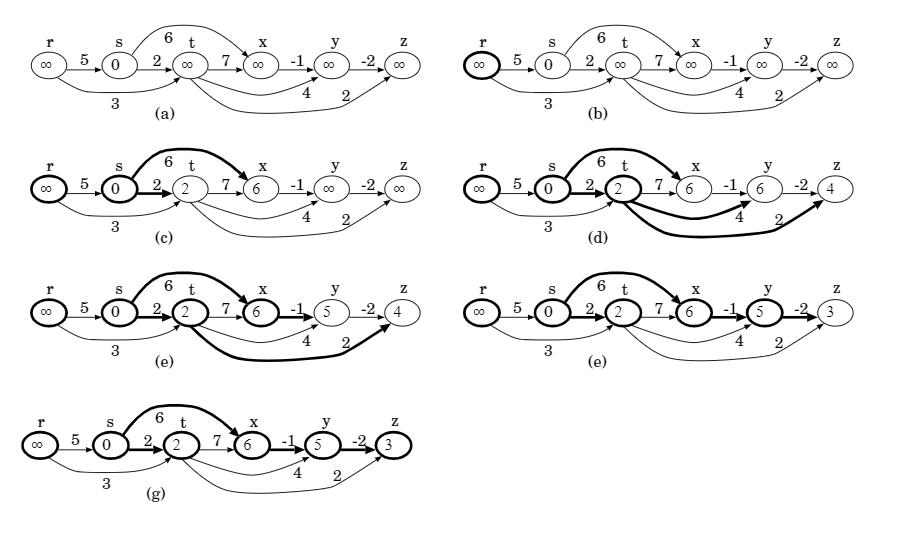 6 6
r s t x y z r s t x y z
∞ 5 0 2 ∞ 7 ∞ -1 ∞ -2 ∞ ∞ 5 0 2 ∞ 7 ∞ -1 ∞ -2 ∞
3 4 2 3 4 2
(a) (b)
6 6
r s t x y z r s t x y z
∞ 5 0 2 2 7 6 -1 ∞ -2 ∞ ∞ 5 0 2 2 7 6 -1 6 -2 4
3 4 2 3 4 2
(c) (d)
6 6
r s t x y z r s t x y z
∞ 5 0 2 2 7 6 -1 5 -2 4 ∞ 5 0 2 2 7 6 -1 5 -2 3
3 4 2 3 4 2
(e) (e)
6
r s t x y z
∞ 5 0 2 2 7 6 -1 5 -2 3
3 4 2
(g)